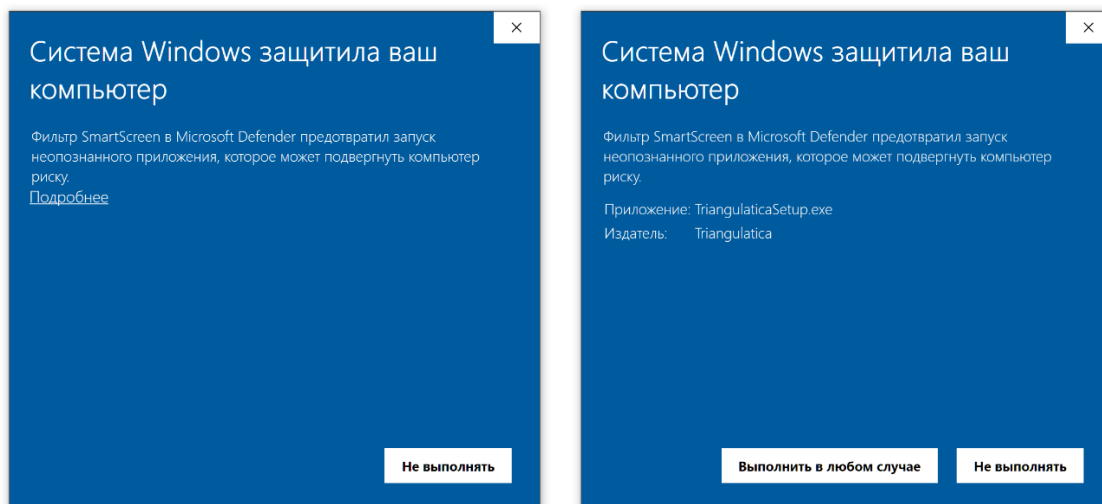 Система Windows защитила ваш
компьютер
Фильтр SmartScreen в Microsoft Defender предотвратил запуск
неопознанного приложения, которое может подвергнуть компьютер
риску.
Подробнее
Не выполнять
Система Windows защитила ваш
компьютер
Фильтр SmartScreen в Microsoft Defender предотвратил запуск
неопознанного приложения, которое может подвергнуть компьютер
риску.
Приложение: TriangulaticaSetup.exe
Издатель: Triangulatica
Выполнить в любом случае Не выполнять